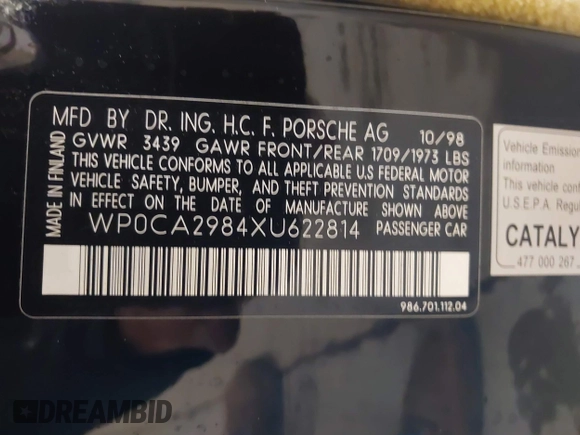 MFD BY DR. ING. H.C. F. PORSCHE AG 10/98
GVWR 3439 GAWR FRONT/REAR 1709/1973 LBS
THIS VEHICLE CONFORMS TO ALL APPLICABLE U.S FEDERAL MOTOR
VEHICLE SAFETY, BUMPER, AND THEFT PREVENTION STANDARDS
IN EFFECT ON THE DATE OF MANUFACTURE SHOWN ABOVE
WP0CA2984XU622814 PASSENGER CAR
MADE IN FINLAND
986.701.112.04
Vehicle Emission
information
This vehicle conf
U.S.E.P.A. Regu
CATALY
477 000 267
DREAMBID